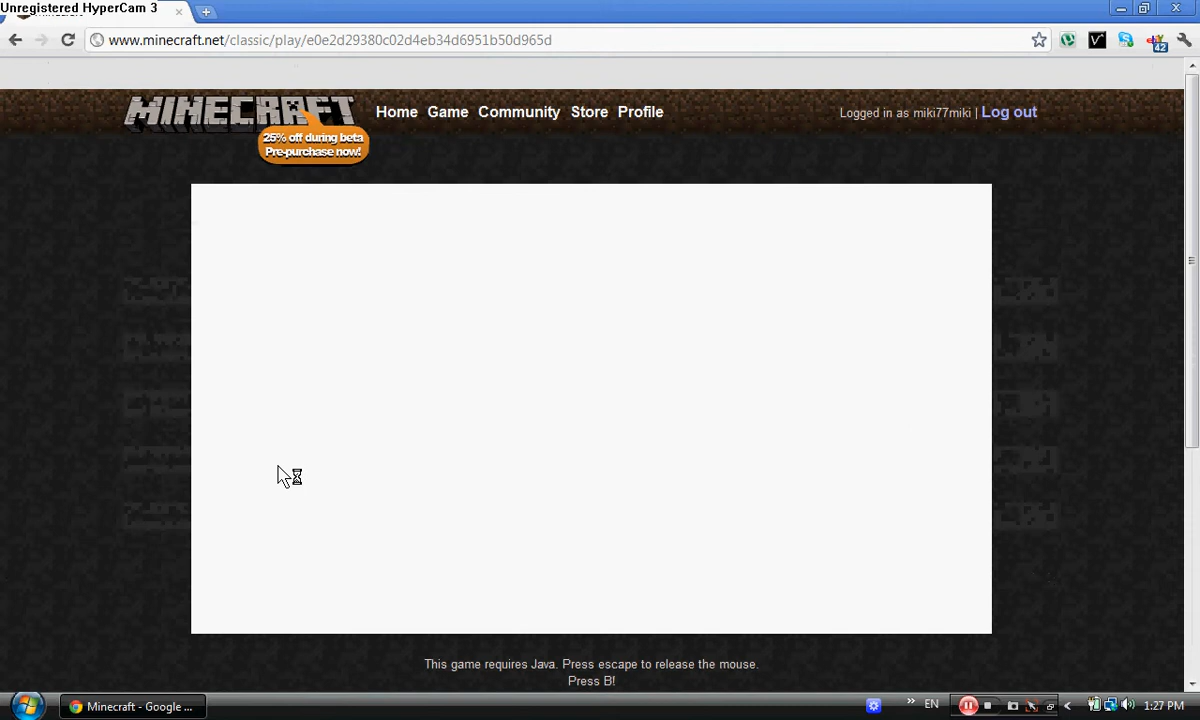 Unregistered HyperCam 3
www.minecraft.net/classic/play/e0e2d29380c02d4eb34d6951b50d965d
42
MINECRAFT
25% off during beta
Pre-purchase now!
Home Game Community Store Profile
Logged in as miki77miki | Log out
This game requires Java. Press escape to release the mouse.
Press B!
Minecraft - Google ...
EN
1:27 PM